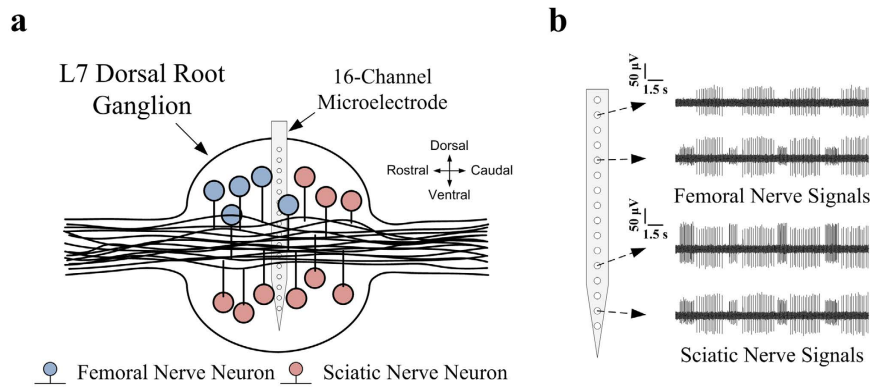 a
L7 Dorsal Root
Ganglion
16-Channel
Microelectrode
Dorsal
Rostral
Caudal
Ventral
Femoral Nerve Neuron
Sciatic Nerve Neuron
b
50 µV
1.5 s
Femoral Nerve Signals
50 µV
1.5 s
Sciatic Nerve Signals